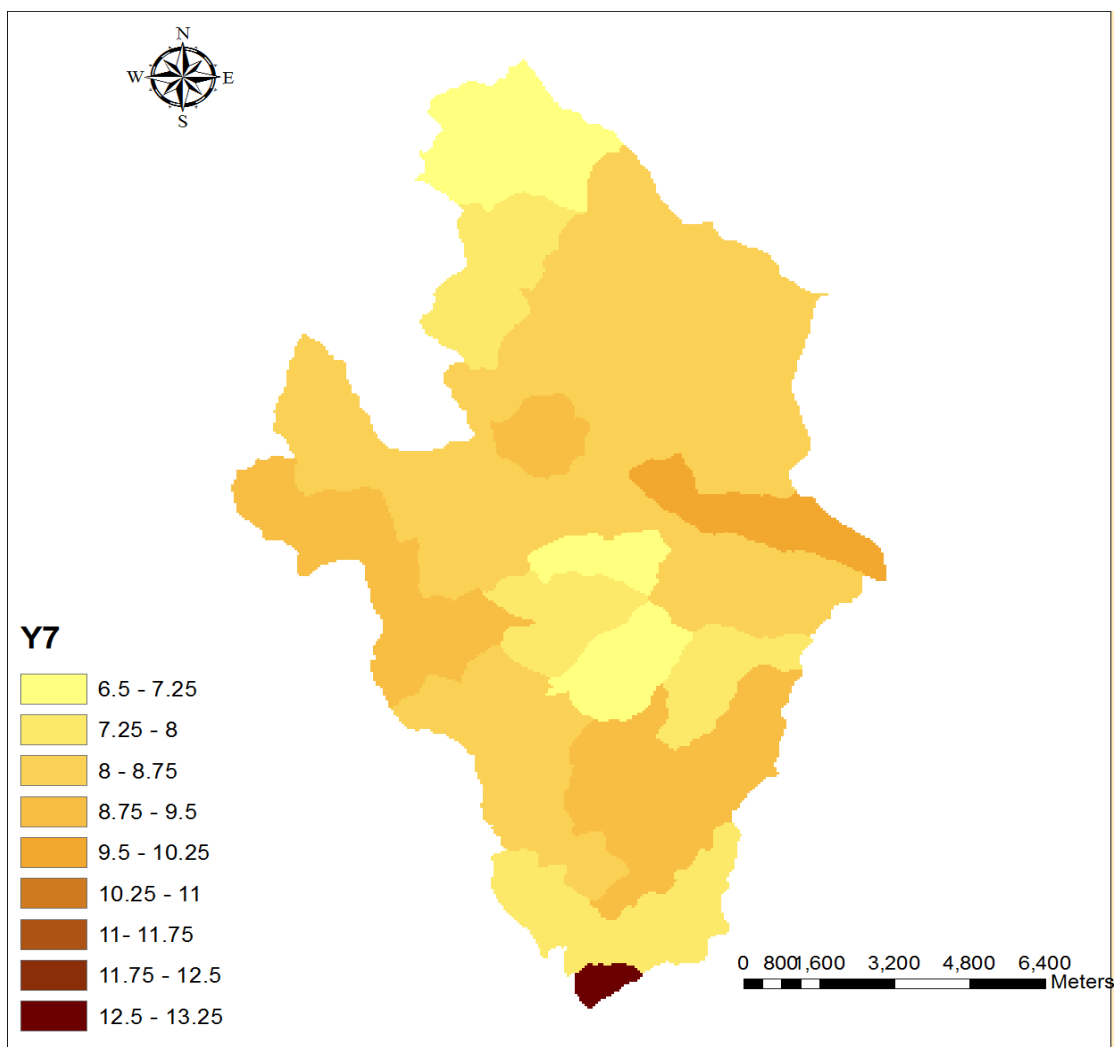 N
W E
S
Y7
6.5 - 7.25
7.25 - 8
8 - 8.75
8.75 - 9.5
9.5 - 10.25
10.25 - 11
11- 11.75
11.75 - 12.5
12.5 - 13.25
0 800 1,600 3,200 4,800 6,400
Meters